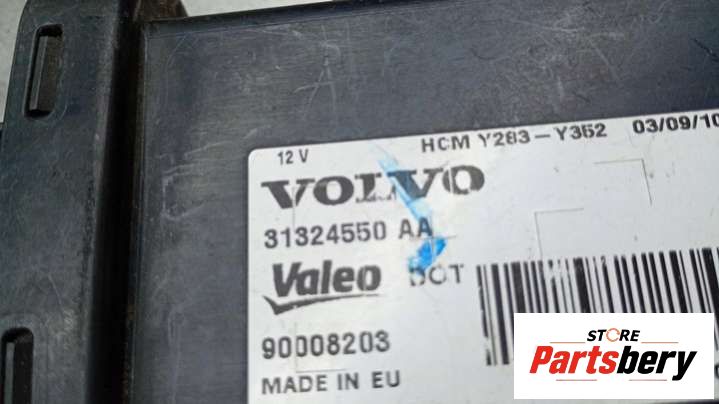 12 V
HCM Y283-Y352
03/09/10
VOLVO
31324550 AA
Valeo DOT
90008203
MADE IN EU
STORE
Partsbery